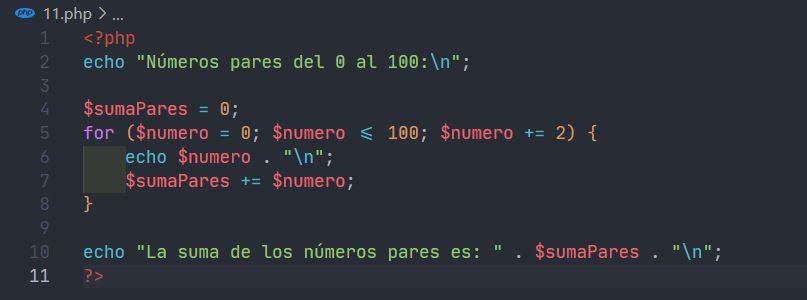 php 11.php > ...
1 <?php
2 echo "Números pares del 0 al 100:\n";
3
4 $sumaPares = 0;
5 for ($numero = 0; $numero <= 100; $numero += 2) {
6 echo $numero . "\n";
7 $sumaPares += $numero;
8 }
9
10 echo "La suma de los números pares es: " . $sumaPares . "\n";
11 ?>